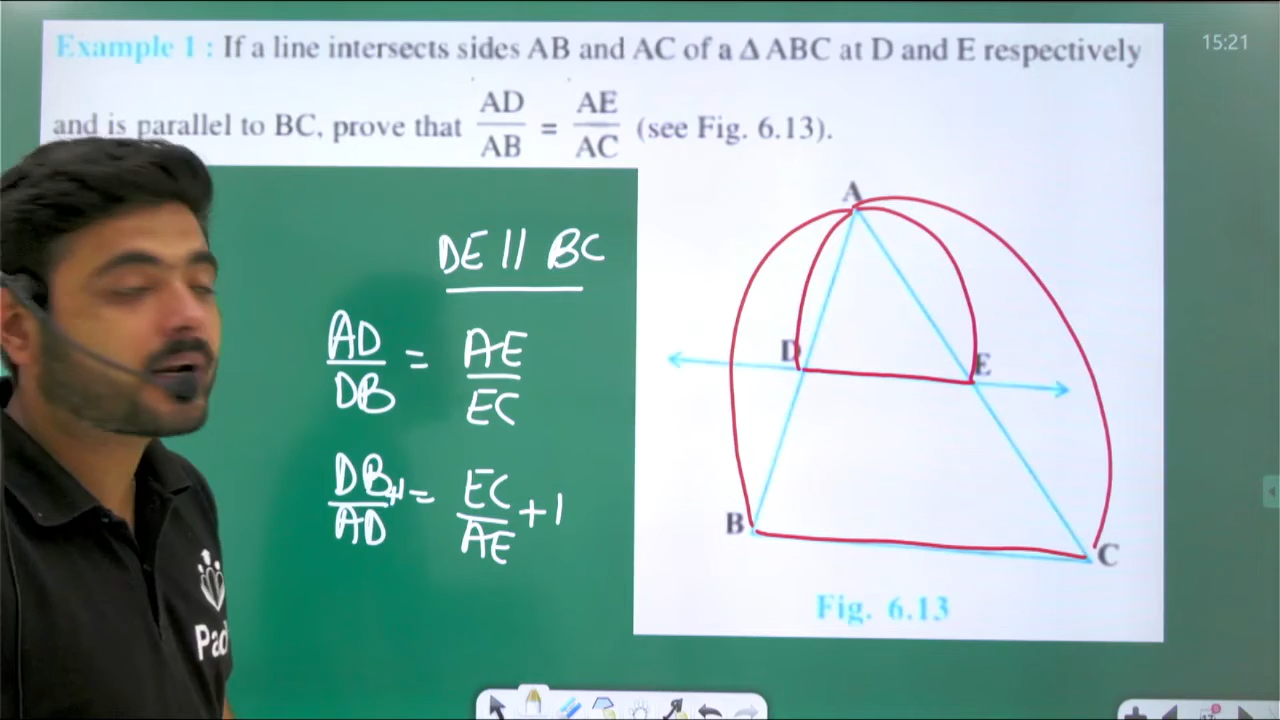 Example 1 : If a line intersects sides AB and AC of a Δ ABC at D and E respectively
and is parallel to BC, prove that AD/AB = AE/AC (see Fig. 6.13).
15:21
DE || BC
AD/DB = AE/EC
DB/AD +1 = EC/AE + 1
A
D
E
B
C
Fig. 6.13
Pad